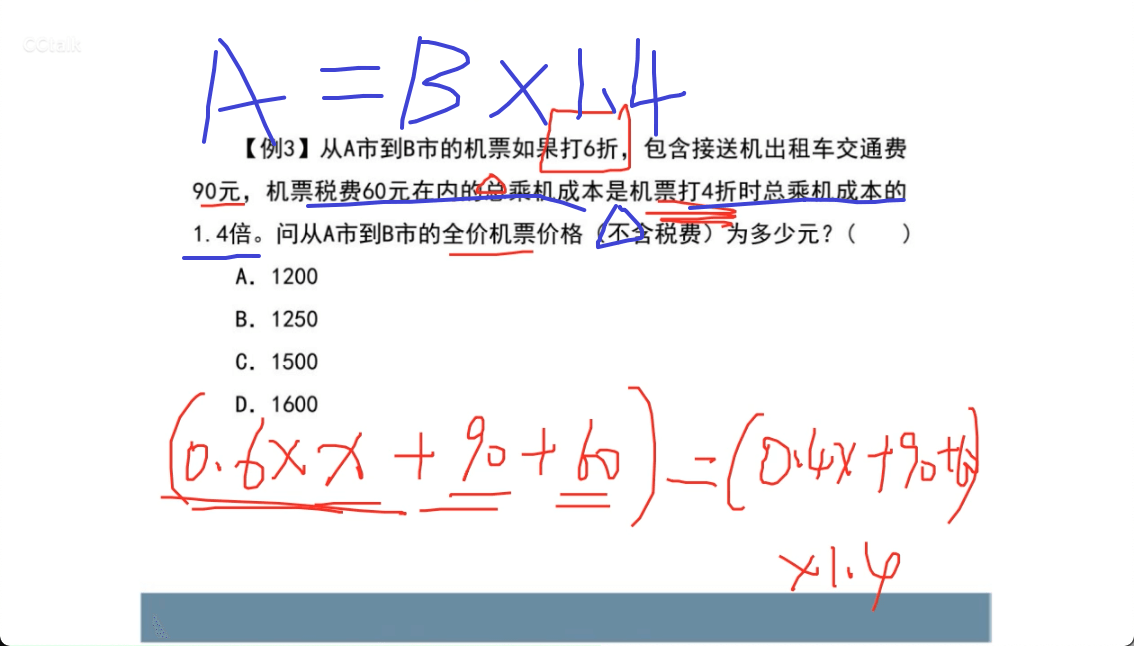 CCtalk
A = B × 1.4
【例3】从A市到B市的机票如果打6折，包含接送机出租车交通费
90元，机票税费60元在内的总乘机成本是机票打4折时总乘机成本的
1.4倍。问从A市到B市的全价机票价格（不含税费）为多少元？（　　）
A. 1200
B. 1250
C. 1500
D. 1600
(0.6×x + 90 + 60) = (0.4x + 90 + 60)
×1.4